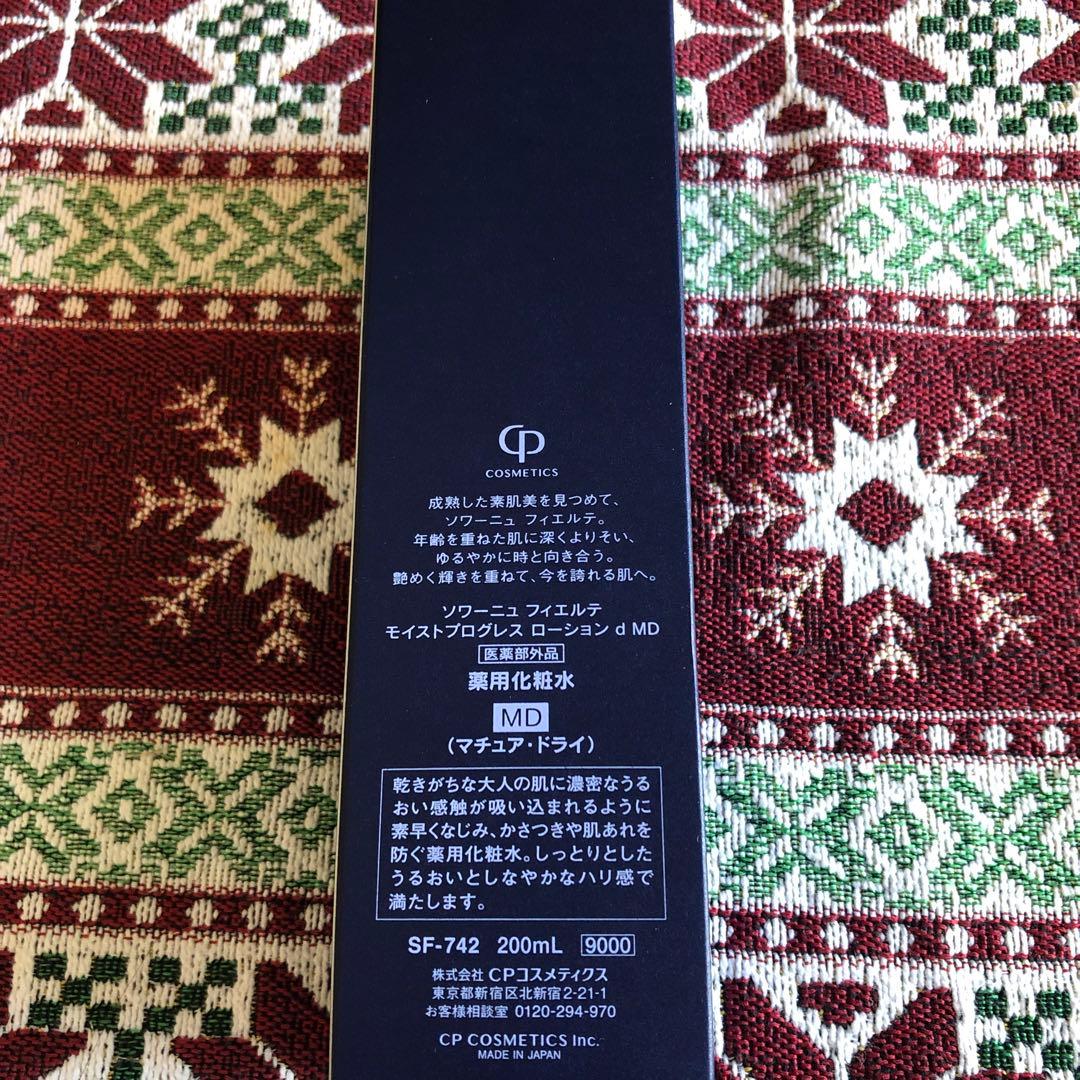 CP
COSMETICS
成熟した素肌美を見つめて、
ソワーニュ フィエルテ。
年齢を重ねた肌に深くよりそい、
ゆるやかに時と向き合う。
艶めく輝きを重ねて、今を誇れる肌へ。
ソワーニュ フィエルテ
モイストプログレス ローション d MD
医薬部外品
薬用化粧水
MD
（マチュア・ドライ）
乾きがちな大人の肌に濃密なうる
おい感触が吸い込まれるように
素早くなじみ、かさつきや肌あれを
防ぐ薬用化粧水。しっとりとした
うるおいとしなやかなハリ感で
満たします。
SF-742 200mL 9000
株式会社 CPコスメティクス
東京都新宿区北新宿2-21-1
お客様相談室 0120-294-970
CP COSMETICS Inc.
MADE IN JAPAN